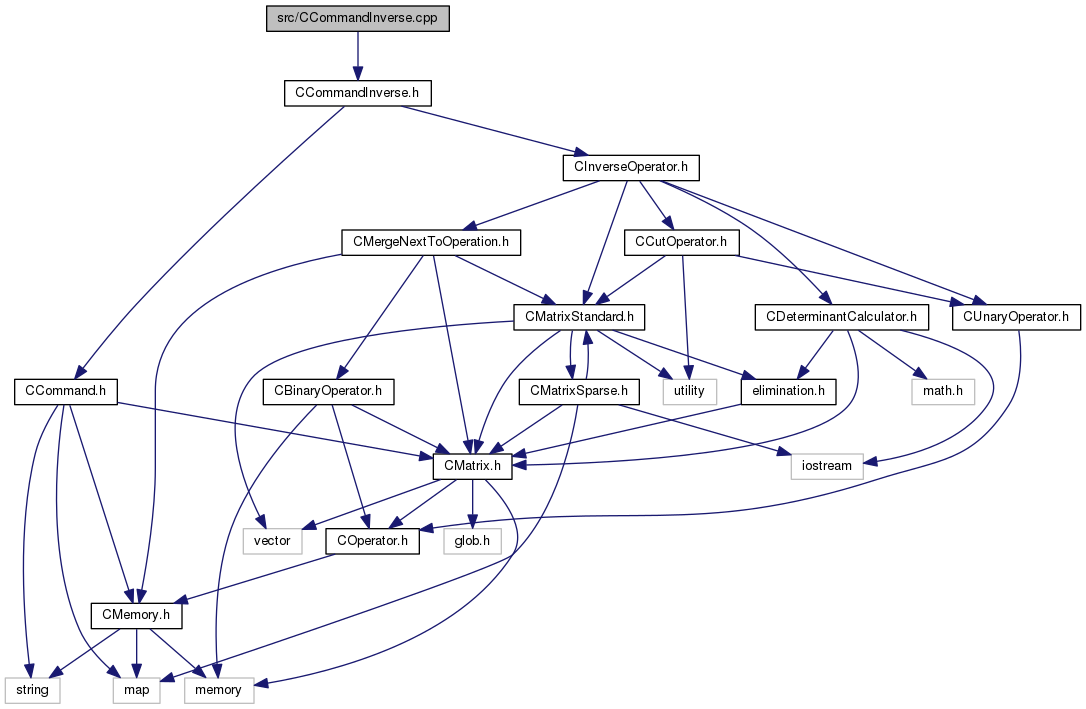 src/CCommandInverse.cpp
CCommandInverse.h
CInverseOperator.h
CMergeNextToOperation.h
CCutOperator.h
CMatrixStandard.h
CDeterminantCalculator.h
CUnaryOperator.h
CCommand.h
CBinaryOperator.h
CMatrixSparse.h
utility
elimination.h
math.h
CMatrix.h
iostream
vector
COperator.h
glob.h
CMemory.h
string
map
memory